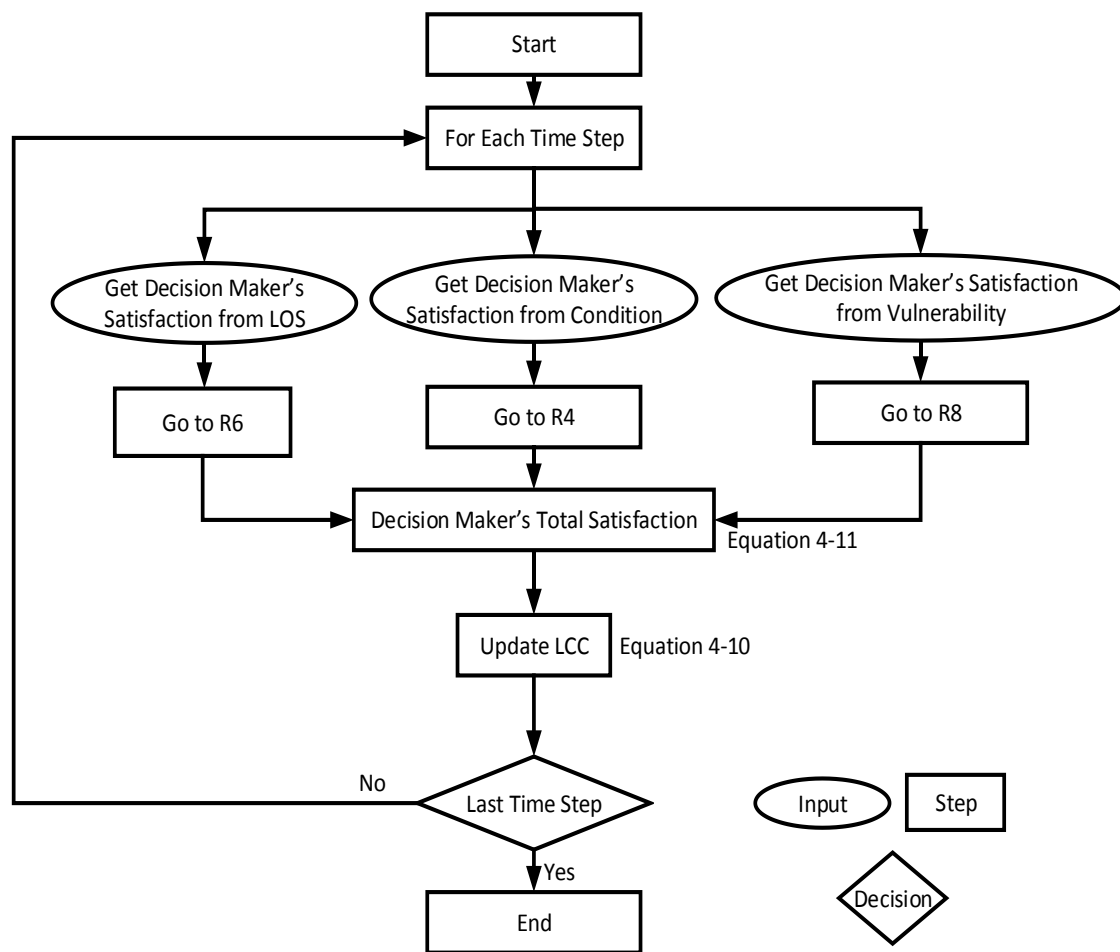 Start
For Each Time Step
Get Decision Maker's
Satisfaction from LOS
Get Decision Maker's
Satisfaction from Condition
Get Decision Maker's Satisfaction
from Vulnerability
Go to R6
Go to R4
Go to R8
Decision Maker's Total Satisfaction
Equation 4-11
Update LCC
Equation 4-10
No
Last Time Step
Input
Step
Yes
Decision
End